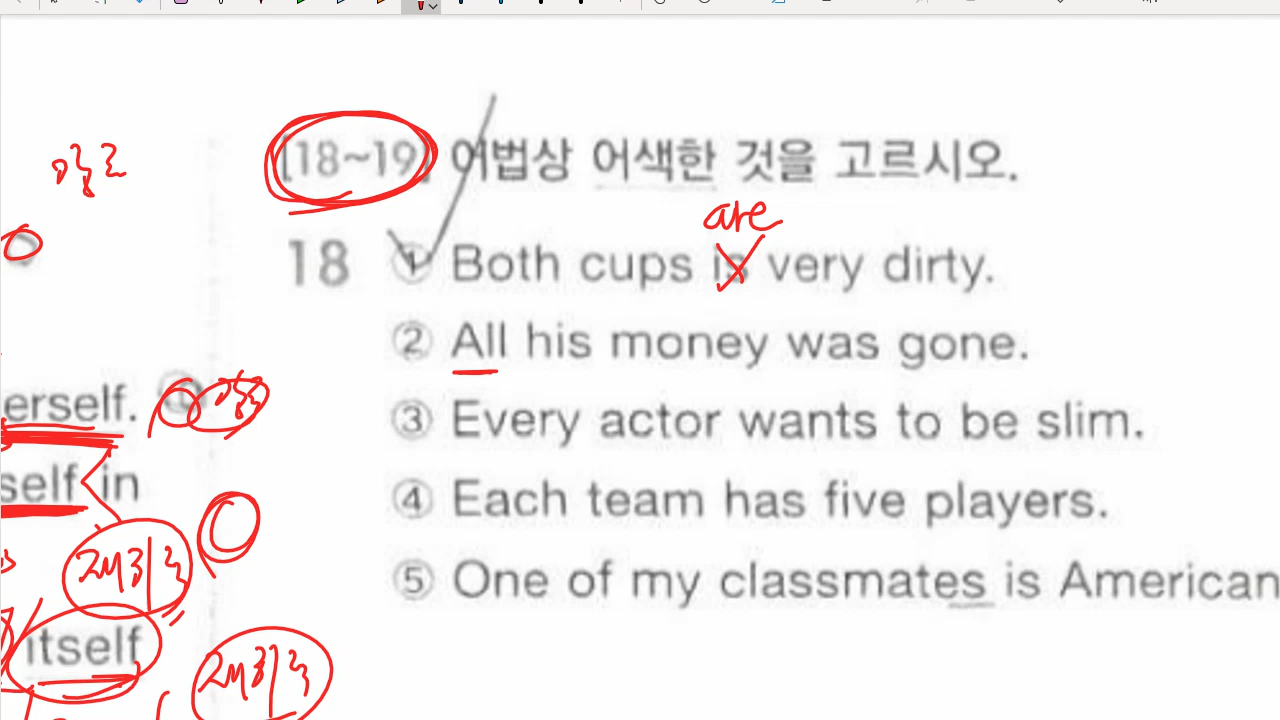 [18~19] 어법상 어색한 것을 고르시오.
are
18 ① Both cups is very dirty.
② All his money was gone.
③ Every actor wants to be slim.
④ Each team has five players.
⑤ One of my classmates is American
erself. ①
self in
재귀
itself
재귀